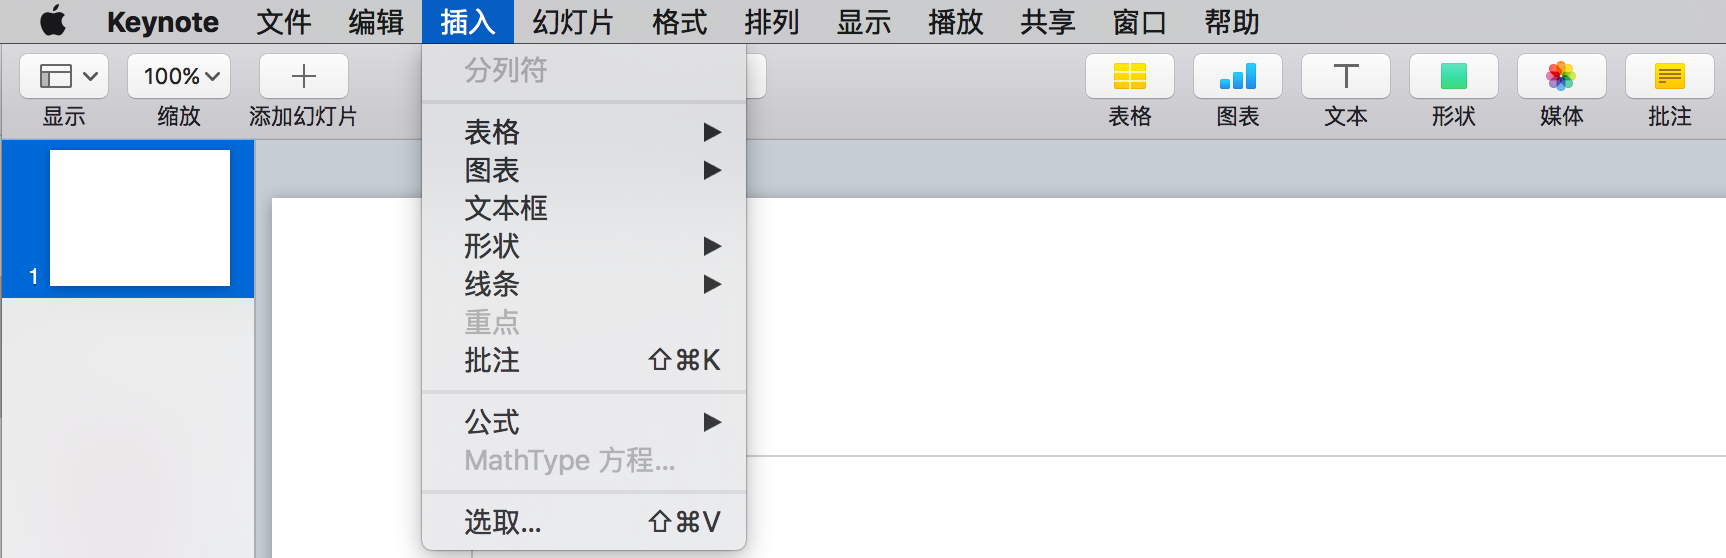 Keynote 文件 编辑 插入 幻灯片 格式 排列 显示 播放 共享 窗口 帮助
100%
显示 缩放 添加幻灯片 表格 图表 文本 形状 媒体 批注
1
分列符
表格
图表
文本框
形状
线条
重点
批注 ⇧⌘K
公式
MathType 方程...
选取... ⇧⌘V